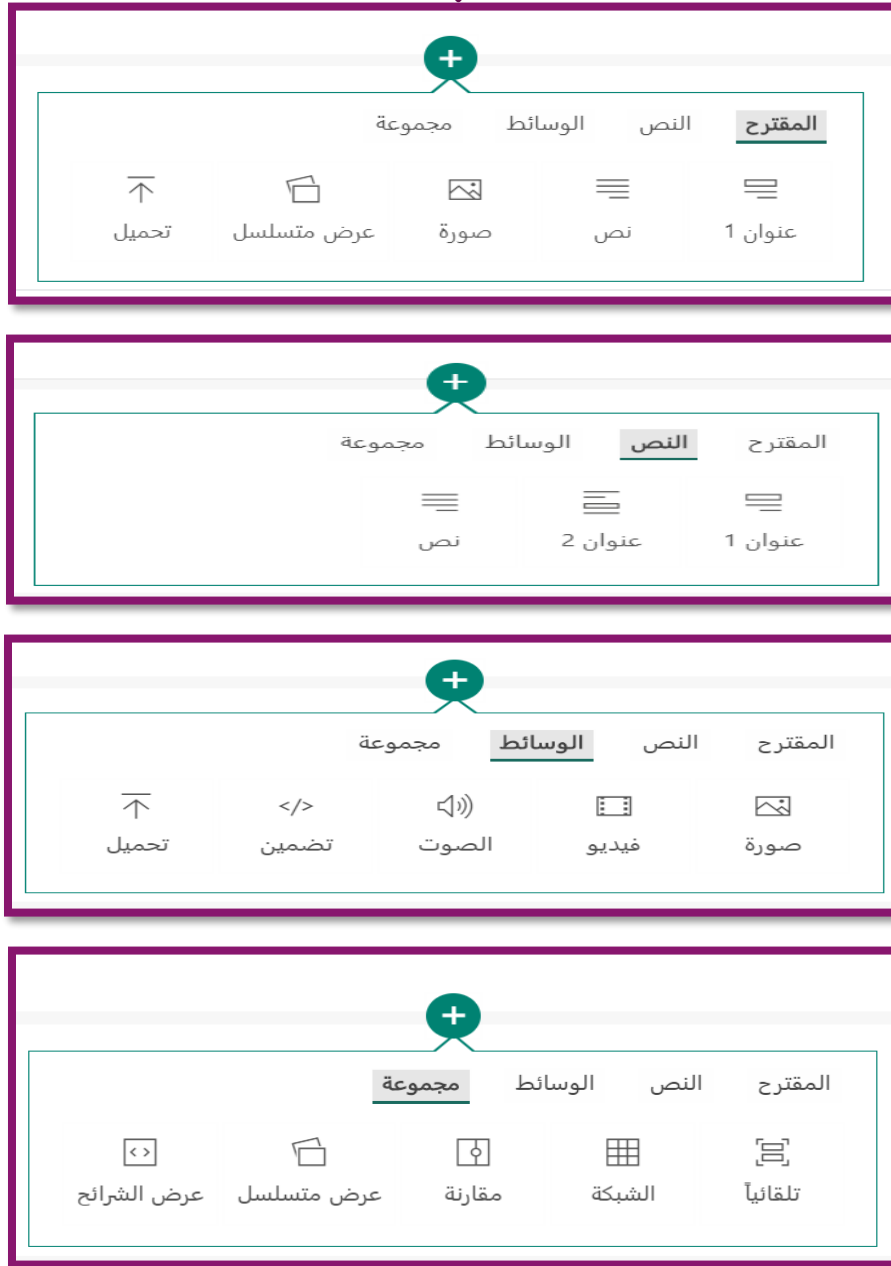 المقترح النص الوسائط مجموعة
عنوان 1 نص صورة عرض متسلسل تحميل
المقترح النص الوسائط مجموعة
عنوان 1 عنوان 2 نص
المقترح النص الوسائط مجموعة
صورة فيديو الصوت تضمين تحميل
المقترح النص الوسائط مجموعة
تلقائياً الشبكة مقارنة عرض متسلسل عرض الشرائح